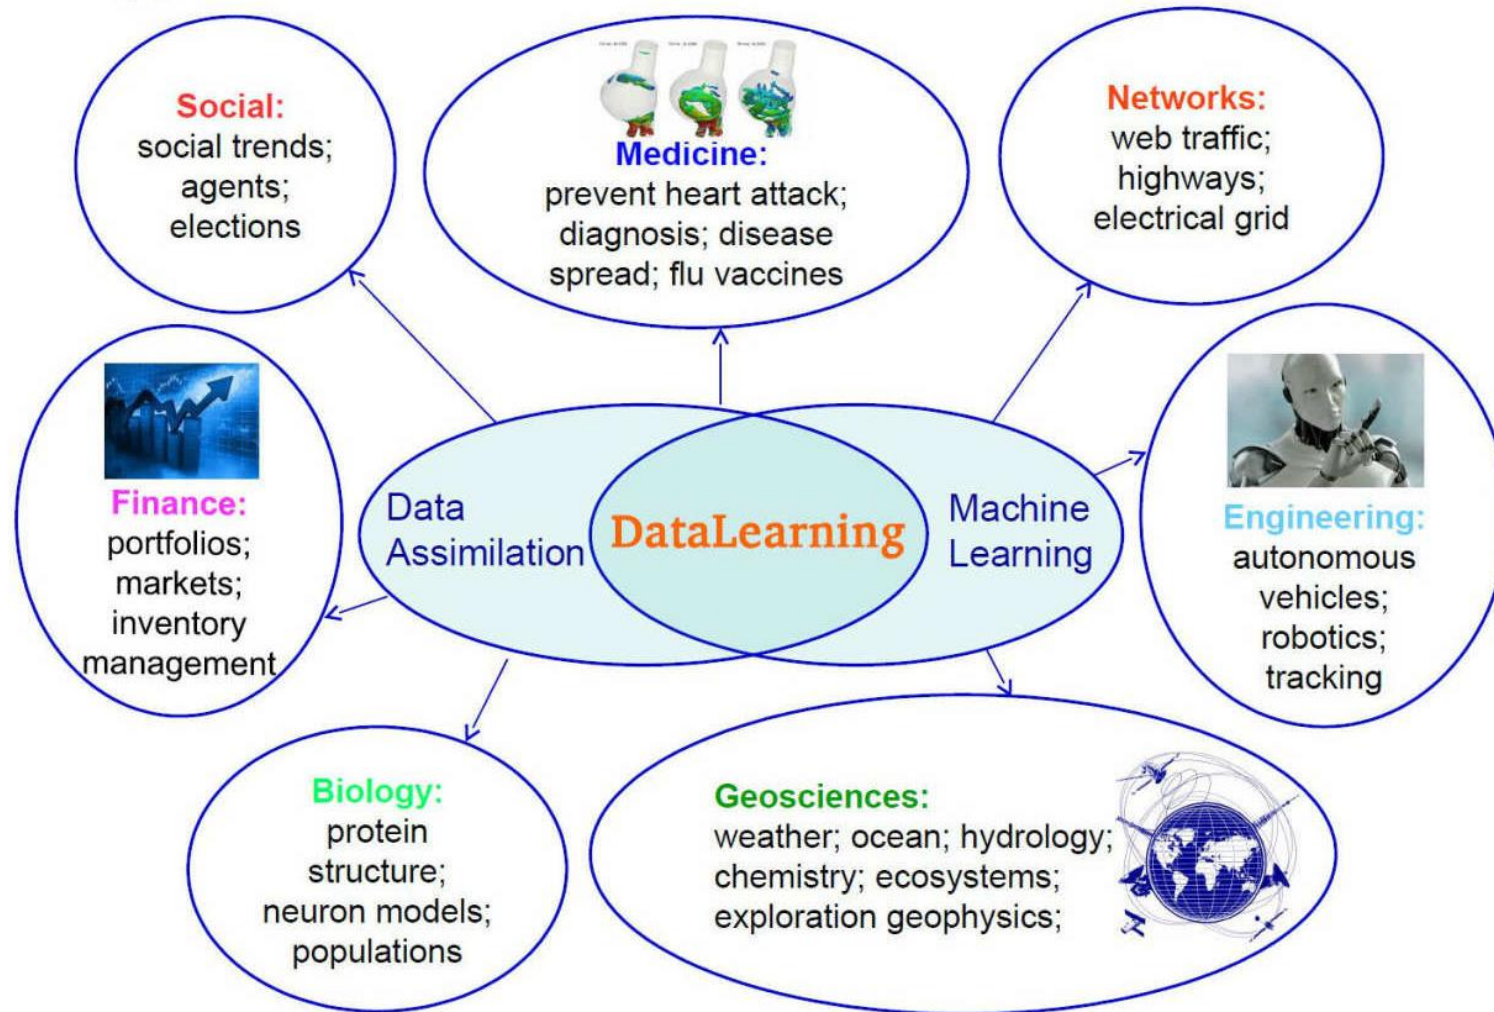 Social:
social trends;
agents;
elections
Medicine:
prevent heart attack;
diagnosis; disease
spread; flu vaccines
Networks:
web traffic;
highways;
electrical grid
Finance:
portfolios;
markets;
inventory
management
Data
Assimilation
DataLearning
Machine
Learning
Engineering:
autonomous
vehicles;
robotics;
tracking
Biology:
protein
structure;
neuron models;
populations
Geosciences:
weather; ocean; hydrology;
chemistry; ecosystems;
exploration geophysics;